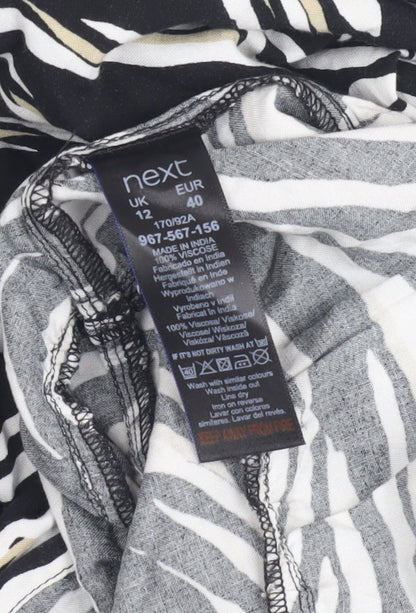 next
UK EUR
12 40
170/92A
967-567-156
MADE IN INDIA
100% VISCOSE
Fabricado en India
Hergestellt in Indien
Wyprodukowano w
Indiach
Vyrobeno v Indii
Fabricat în India
100% Viscosa/ Viskose/
Viscose/ Wiskoza/
Viskóza/ Vâscoză
IF IT'S NOT DIRTY WASH AT
40
Wash with similar colours
Wash inside out
Line dry
Iron on reverse
Lavar con colores
similares. Lavar del revés.
KEEP AWAY FROM FIRE